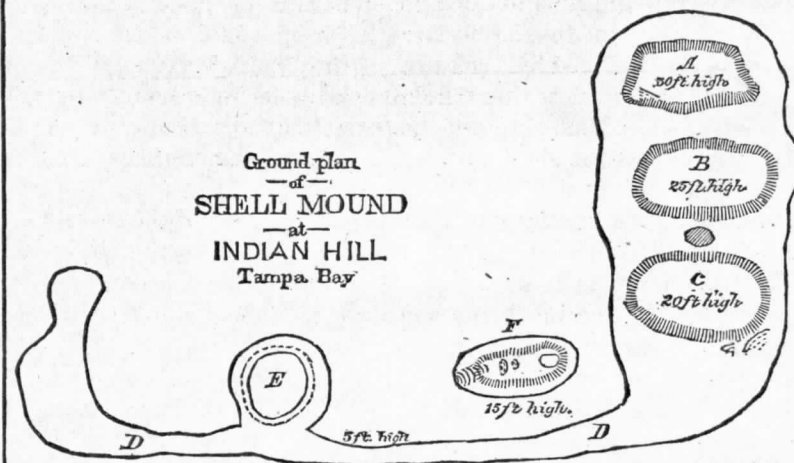 Ground plan
—of—
SHELL MOUND
—at—
INDIAN HILL
Tampa Bay
A
30ft. high
B
25ft. high.
C
20ft. high
F
15ft. high.
E
D
5ft. high
D